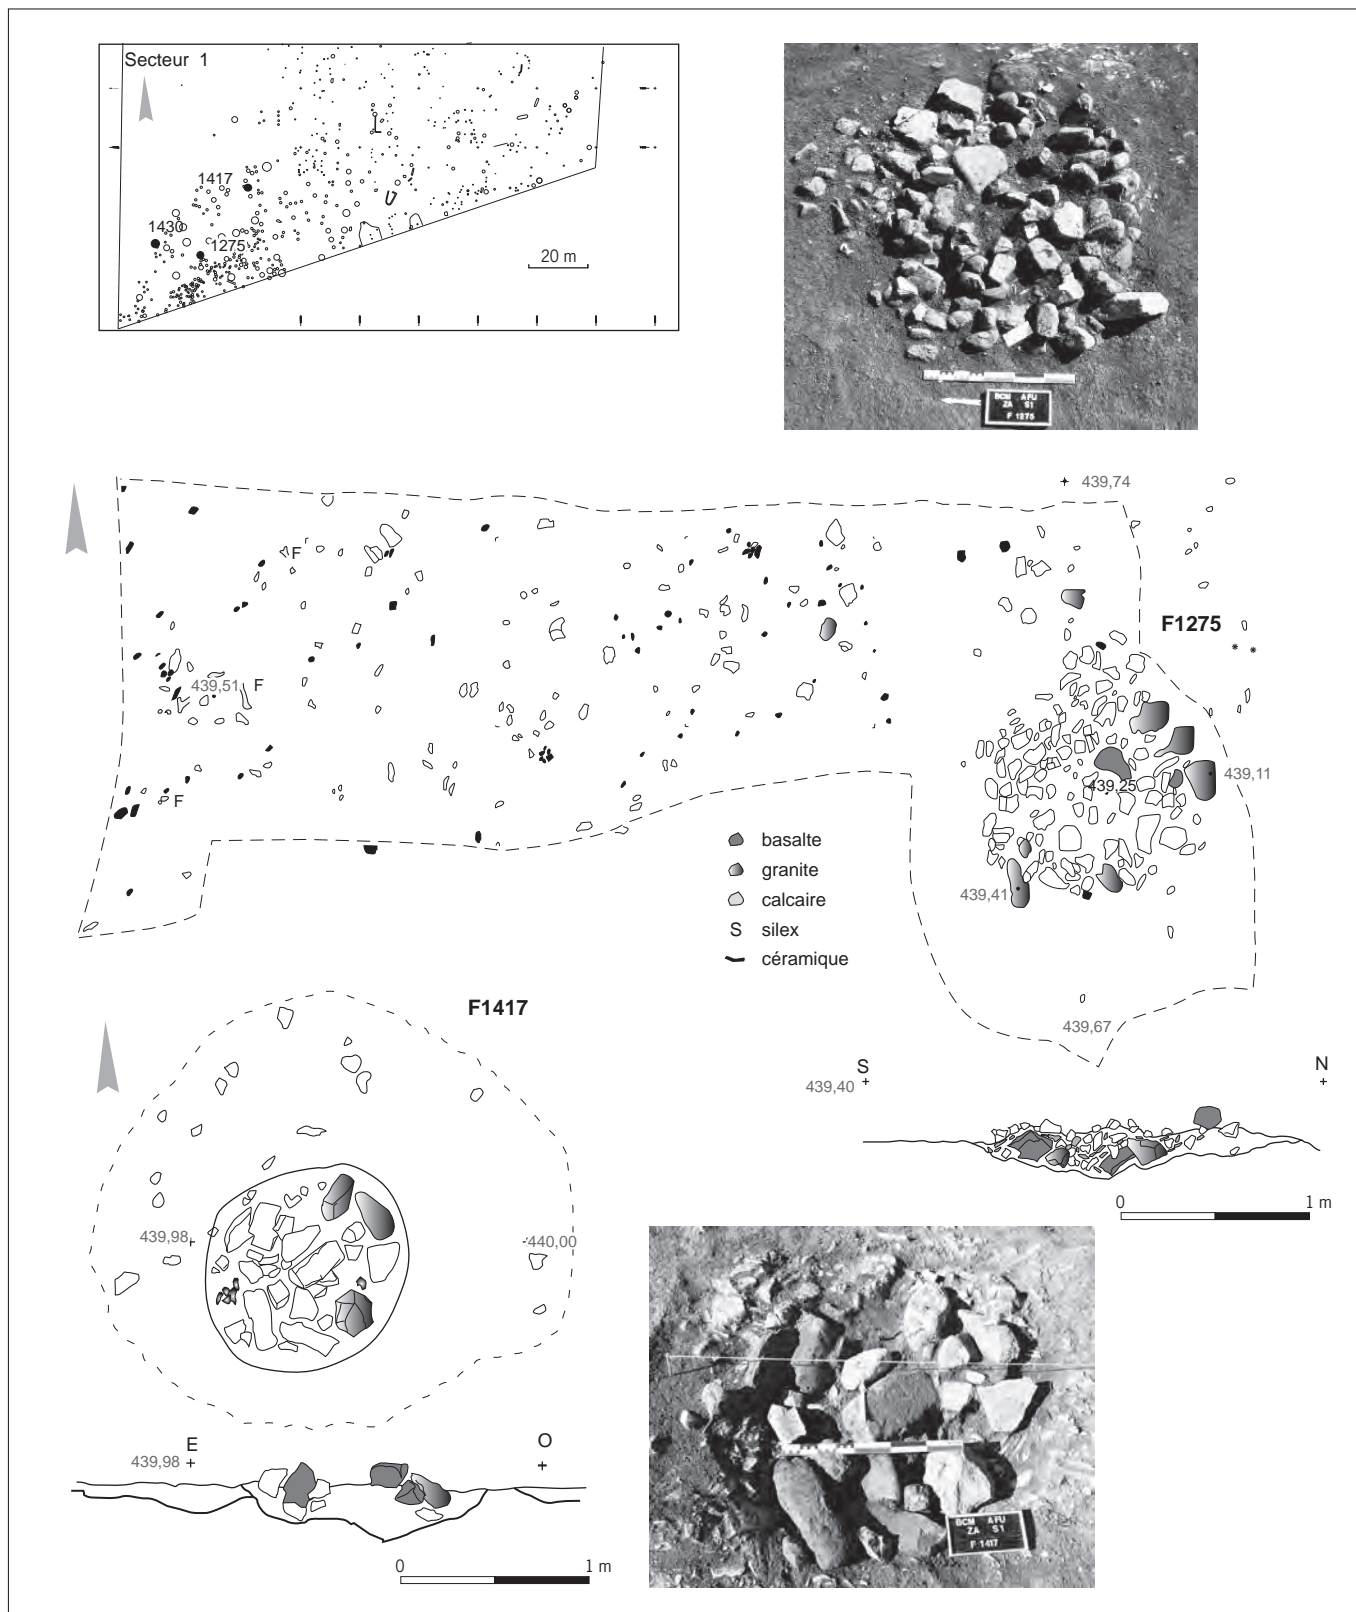 Secteur 1
1417
1430
1275
20 m
BCM AFU
ZA S1
F 1275
439,74
F
F1275
439,51 F
439,11
439,25
F
basalte
granite
calcaire
S silex
céramique
439,41
F1417
439,67
S N
439,40
0 1 m
439,98
440,00
E O
439,98
0 1 m
BCM AFU
ZA S1
F 1417